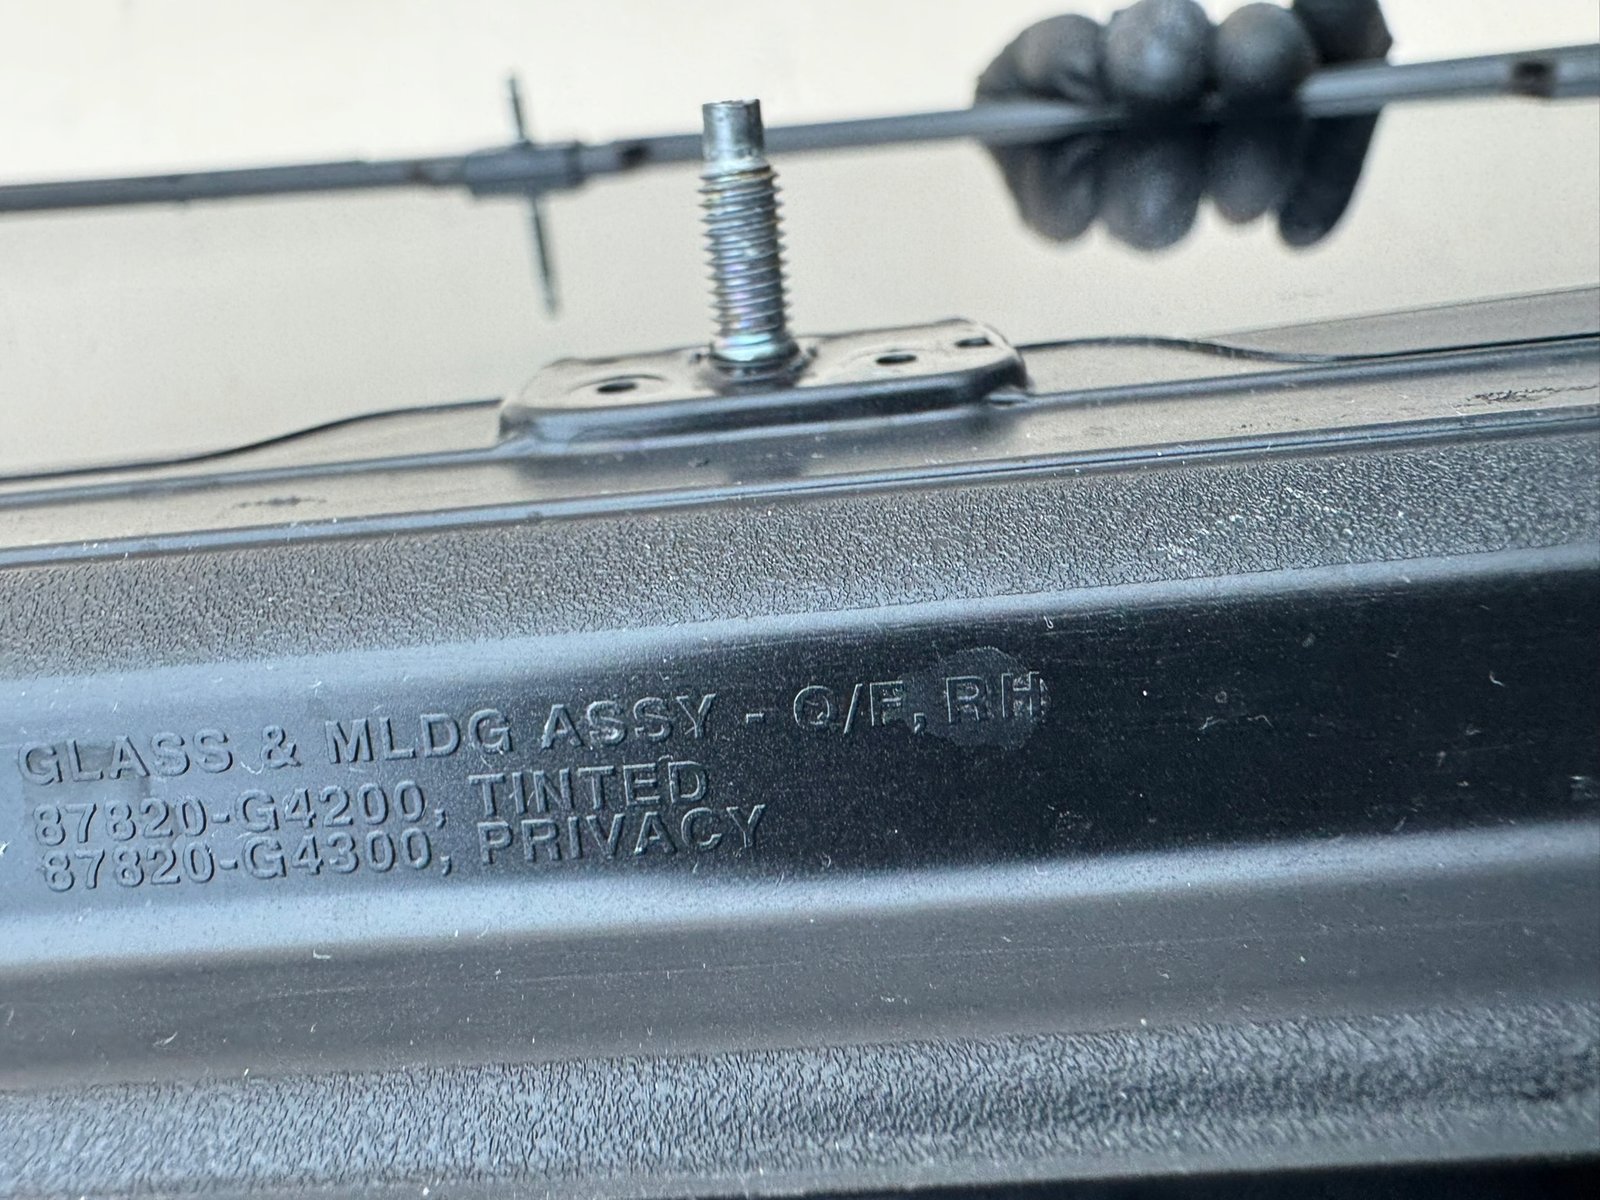 GLASS & MLDG ASSY - Q/F, RH
87820-G4200, TINTED
87820-G4300, PRIVACY